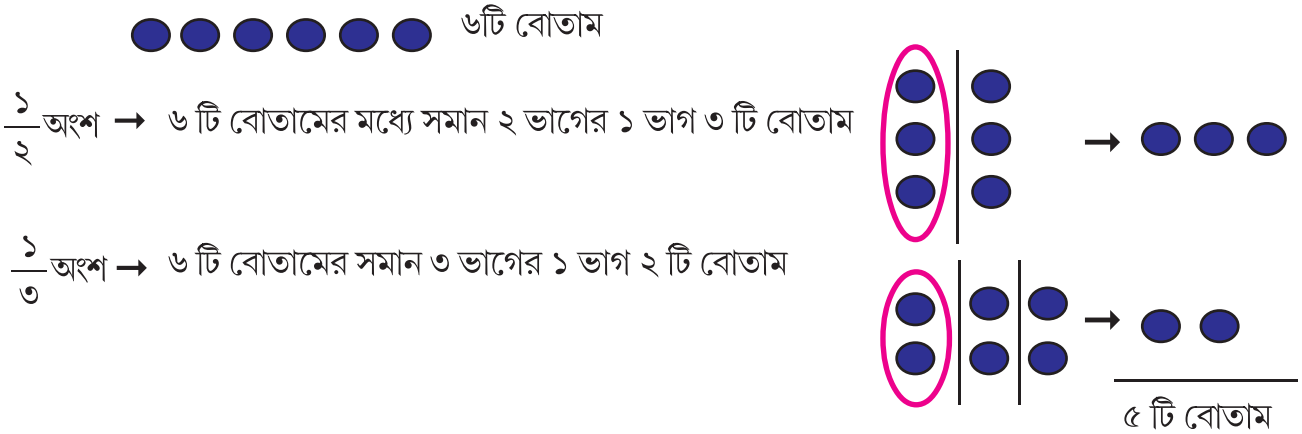 ৬টি বোতাম
১/২ অংশ → ৬ টি বোতামের মধ্যে সমান ২ ভাগের ১ ভাগ ৩ টি বোতাম
১/৩ অংশ → ৬ টি বোতামের সমান ৩ ভাগের ১ ভাগ ২ টি বোতাম
৫ টি বোতাম